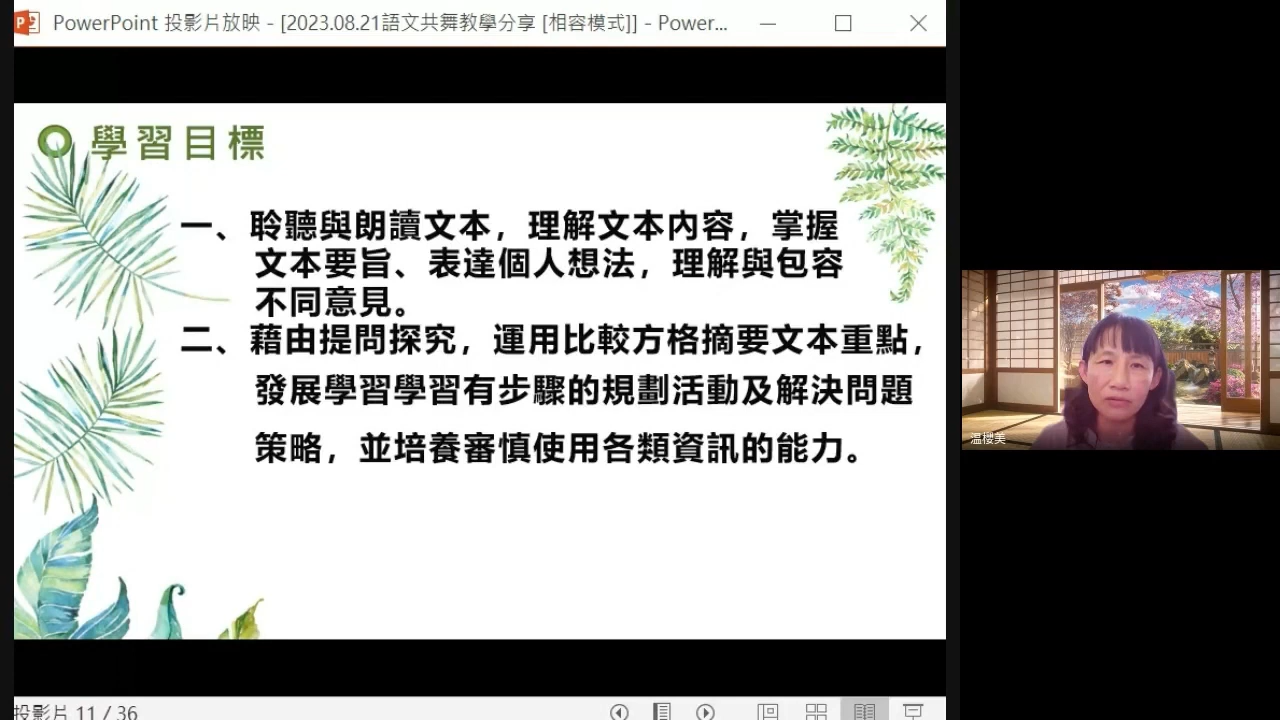 PowerPoint 投影片放映 - [2023.08.21語文共舞教學分享 [相容模式]] - Power...
學習目標
一、聆聽與朗讀文本，理解文本內容，掌握
文本要旨、表達個人想法，理解與包容
不同意見。
二、藉由提問探究，運用比較方格摘要文本重點，
發展學習學習有步驟的規劃活動及解決問題
策略，並培養審慎使用各類資訊的能力。
温櫻美
投影片 11 / 36